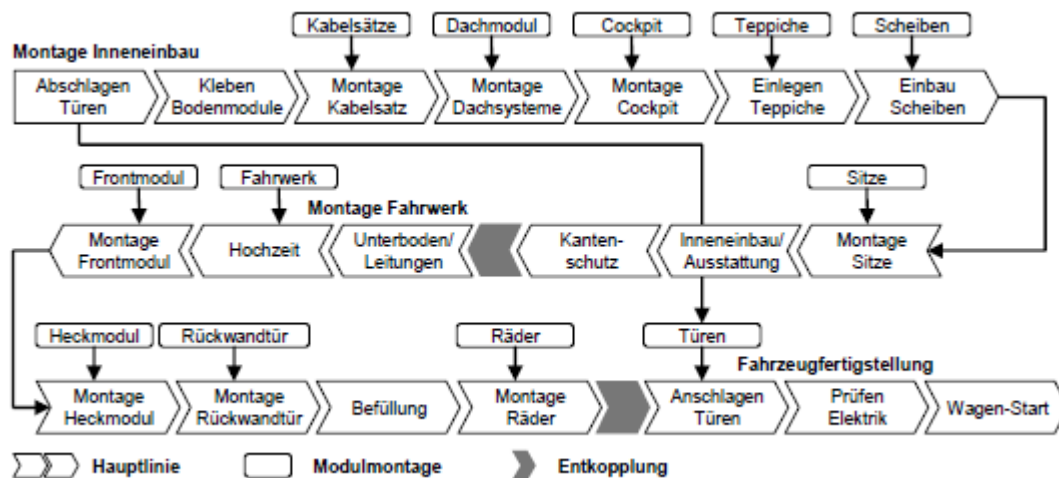 Kabelsätze
Dachmodul
Cockpit
Teppiche
Scheiben
Montage Inneneinbau
Abschlagen
Türen
Kleben
Bodenmodule
Montage
Kabelsatz
Montage
Dachsysteme
Montage
Cockpit
Einlegen
Teppiche
Einbau
Scheiben
Frontmodul
Fahrwerk
Sitze
Montage Fahrwerk
Montage
Frontmodul
Hochzeit
Unterboden/
Leitungen
Kanten-
schutz
Inneneinbau/
Ausstattung
Montage
Sitze
Heckmodul
Rückwandtür
Räder
Türen
Fahrzeugfertigstellung
Montage
Heckmodul
Montage
Rückwandtür
Befüllung
Montage
Räder
Anschlagen
Türen
Prüfen
Elektrik
Wagen-Start
Hauptlinie
Modulmontage
Entkopplung